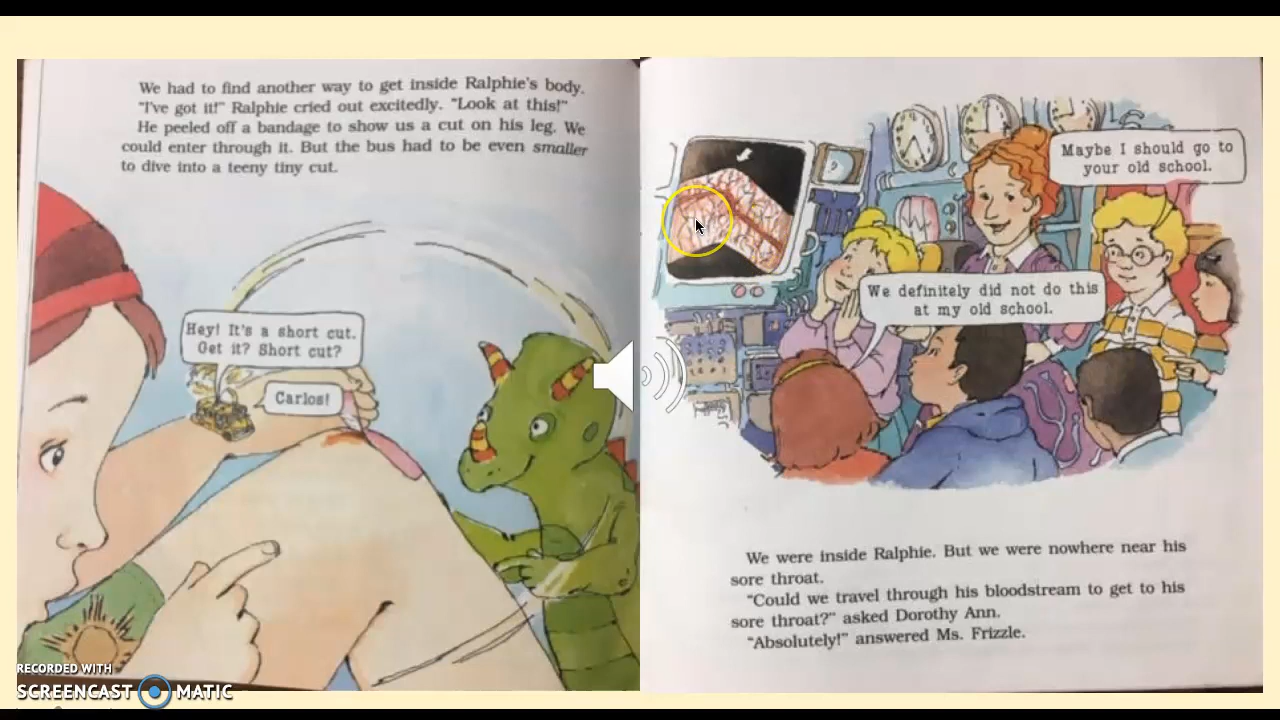 We had to find another way to get inside Ralphie's body.
"I've got it!" Ralphie cried out excitedly. "Look at this!"
He peeled off a bandage to show us a cut on his leg. We
could enter through it. But the bus had to be even smaller
to dive into a teeny tiny cut.
Hey! It's a short cut.
Get it? Short cut?
Carlos!
Maybe I should go to
your old school.
We definitely did not do this
at my old school.
We were inside Ralphie. But we were nowhere near his
sore throat.
"Could we travel through his bloodstream to get to his
sore throat?" asked Dorothy Ann.
"Absolutely!" answered Ms. Frizzle.
RECORDED WITH
SCREENCAST MATIC